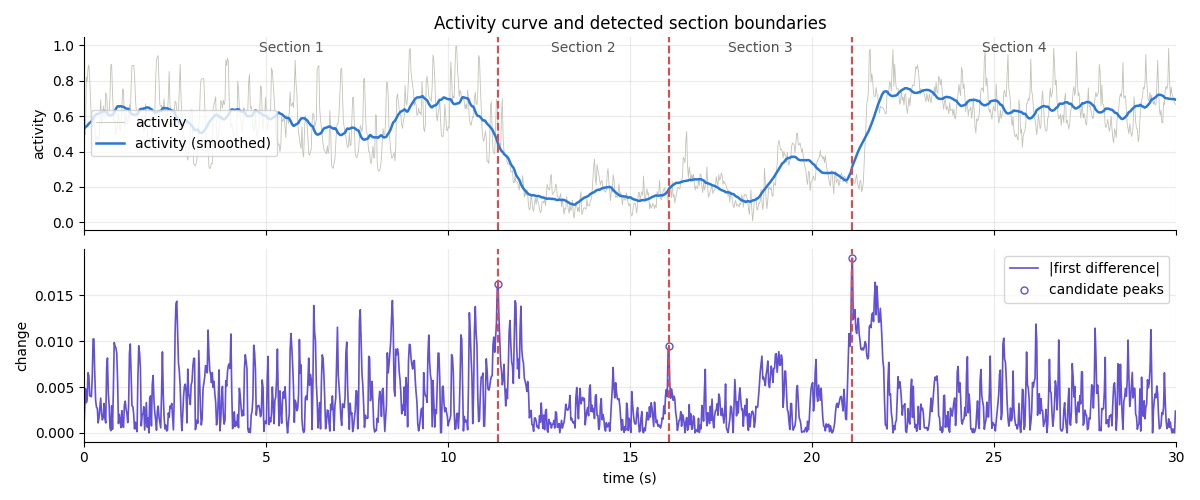 Activity curve and detected section boundaries
Section 1
Section 2
Section 3
Section 4
1.0
0.8
0.6
0.4
0.2
0.0
activity
activity
activity (smoothed)
0.015
0.010
0.005
0.000
change
|first difference|
candidate peaks
0
5
10
15
20
25
30
time (s)